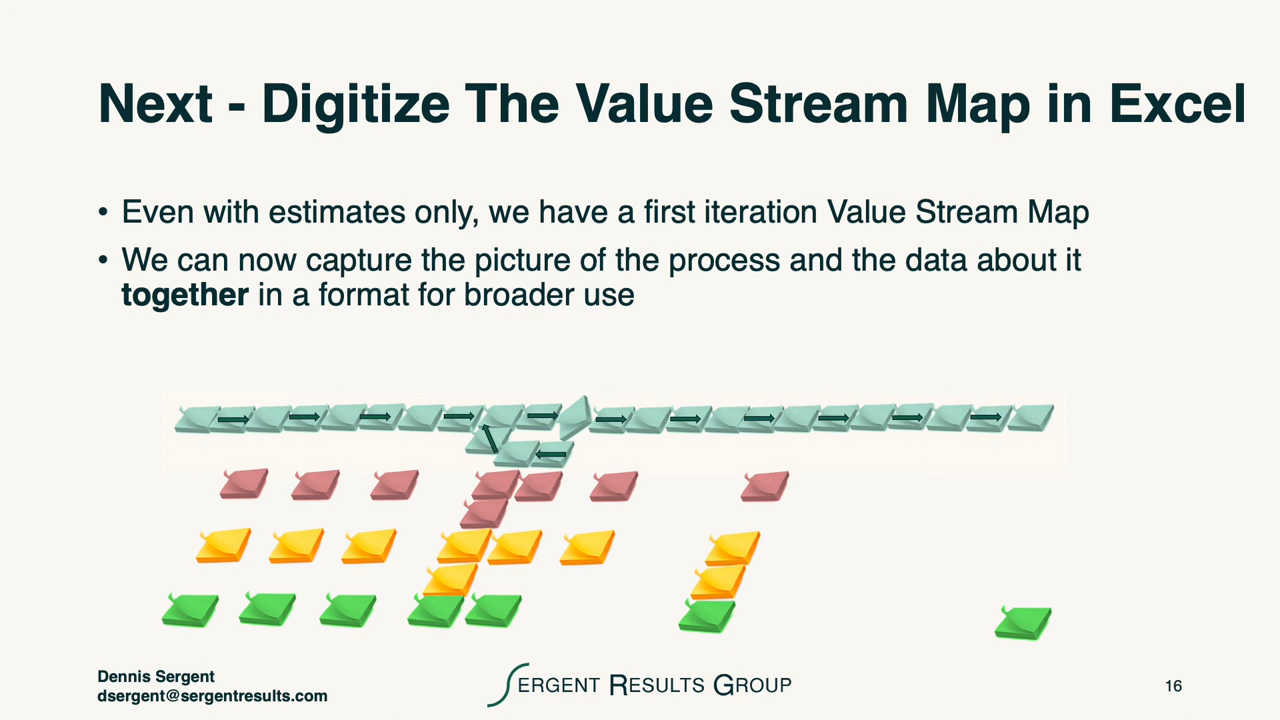 Next - Digitize The Value Stream Map in Excel
• Even with estimates only, we have a first iteration Value Stream Map
• We can now capture the picture of the process and the data about it
together in a format for broader use
Dennis Sergent
dsergent@sergentresults.com
SERGENT RESULTS GROUP
16